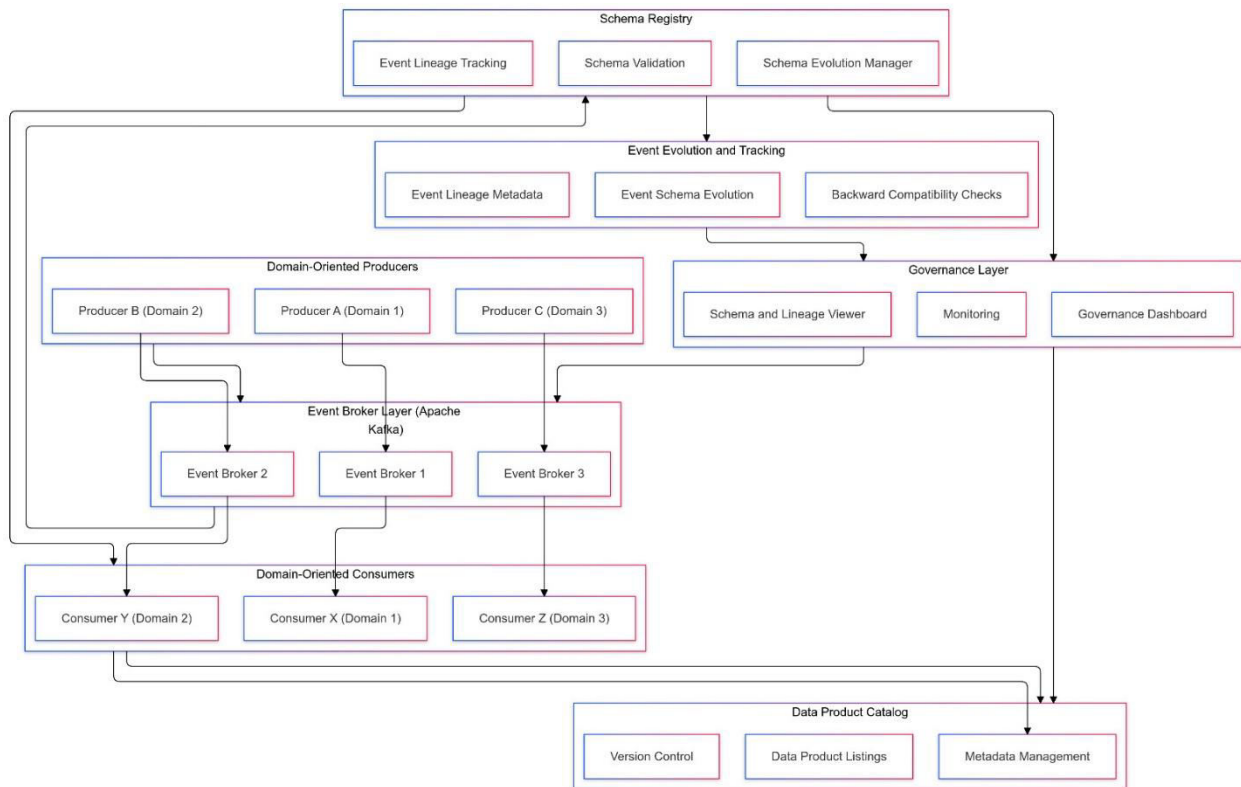 Schema Registry
Event Lineage Tracking
Schema Validation
Schema Evolution Manager
Event Evolution and Tracking
Event Lineage Metadata
Event Schema Evolution
Backward Compatibility Checks
Domain-Oriented Producers
Producer B (Domain 2)
Producer A (Domain 1)
Producer C (Domain 3)
Governance Layer
Schema and Lineage Viewer
Monitoring
Governance Dashboard
Event Broker Layer (Apache
Kafka)
Event Broker 2
Event Broker 1
Event Broker 3
Domain-Oriented Consumers
Consumer Y (Domain 2)
Consumer X (Domain 1)
Consumer Z (Domain 3)
Data Product Catalog
Version Control
Data Product Listings
Metadata Management